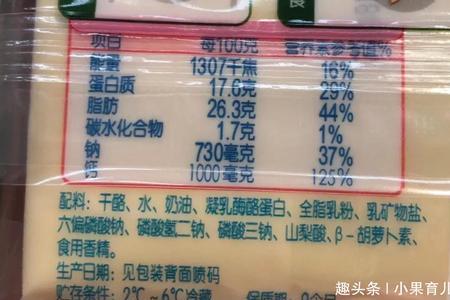 项目 每100克 营养素参考值%
能量 1307千焦 16%
蛋白质 17.6克 29%
脂肪 26.3克 44%
碳水化合物 1.7克 1%
钠 730毫克 37%
钙 1000毫克 125%
配料：干酪、水、奶油、凝乳酶酪蛋白、全脂乳粉、乳矿物盐、
六偏磷酸钠、磷酸氢二钠、磷酸三钠、山梨酸、β-胡萝卜素、
食用香精。
生产日期：见包装背面喷码
贮存条件：2℃~6℃冷藏 保质期：9个月
趣头条 | 小果育儿